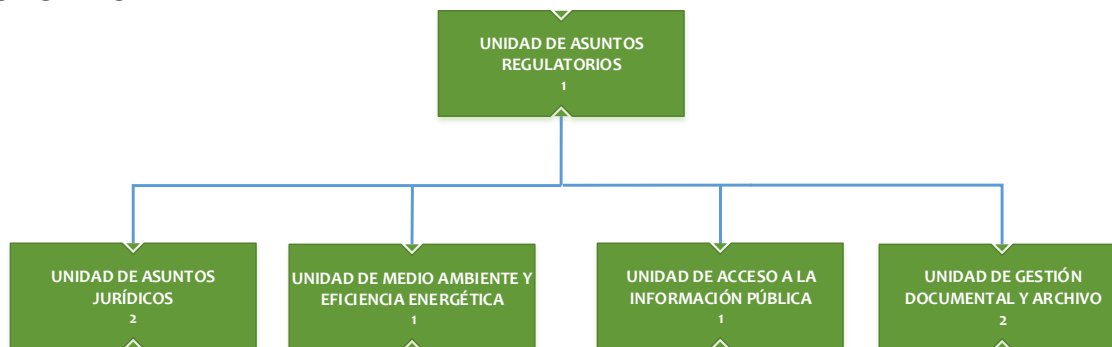 UNIDAD DE ASUNTOS
REGULATORIOS
1
UNIDAD DE ASUNTOS
JURÍDICOS
2
UNIDAD DE MEDIO AMBIENTE Y
EFICIENCIA ENERGÉTICA
1
UNIDAD DE ACCESO A LA
INFORMACIÓN PÚBLICA
1
UNIDAD DE GESTIÓN
DOCUMENTAL Y ARCHIVO
2